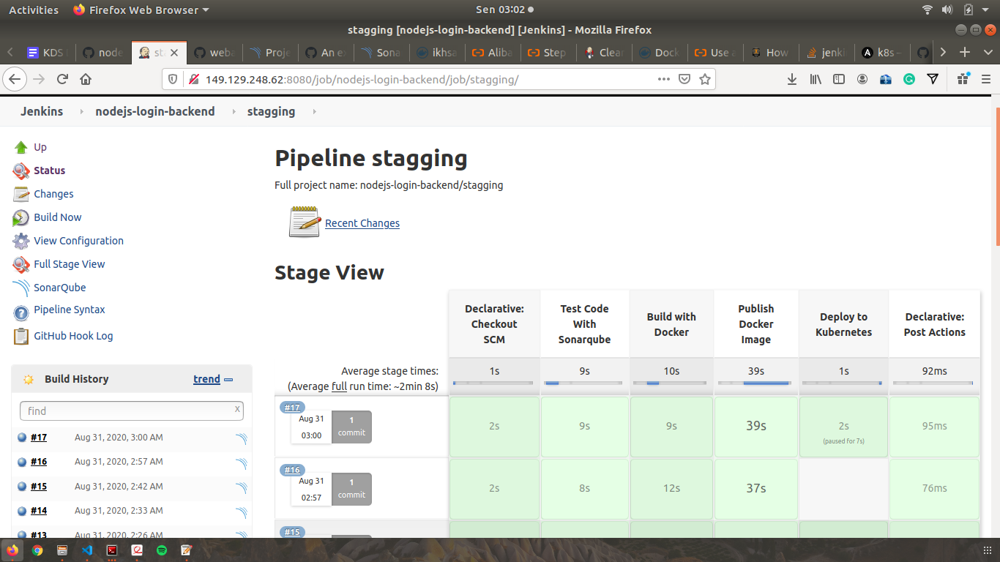 Activities Firefox Web Browser Sen 03:02
stagging [nodejs-login-backend] [Jenkins] - Mozilla Firefox
KDS node sta weba Proje An ex Sona ikhsa Aliba Step Clear Dock Use a How jenki k8s –
149.129.248.62:8080/job/nodejs-login-backend/job/stagging/
Jenkins nodejs-login-backend stagging
Up
Status
Changes
Build Now
View Configuration
Full Stage View
SonarQube
Pipeline Syntax
GitHub Hook Log
Build History trend
find x
#17 Aug 31, 2020, 3:00 AM
#16 Aug 31, 2020, 2:57 AM
#15 Aug 31, 2020, 2:42 AM
#14 Aug 31, 2020, 2:33 AM
#13 Aug 31, 2020, 2:26 AM
Pipeline stagging
Full project name: nodejs-login-backend/stagging
Recent Changes
Stage View
Declarative: Checkout SCM
Test Code With Sonarqube
Build with Docker
Publish Docker Image
Deploy to Kubernetes
Declarative: Post Actions
Average stage times:
(Average full run time: ~2min 8s)
1s 9s 10s 39s 1s 92ms
#17
Aug 31
03:00
1
commit
2s 9s 9s 39s 2s 95ms
(paused for 7s)
#16
Aug 31
02:57
1
commit
2s 8s 12s 37s 76ms
#15